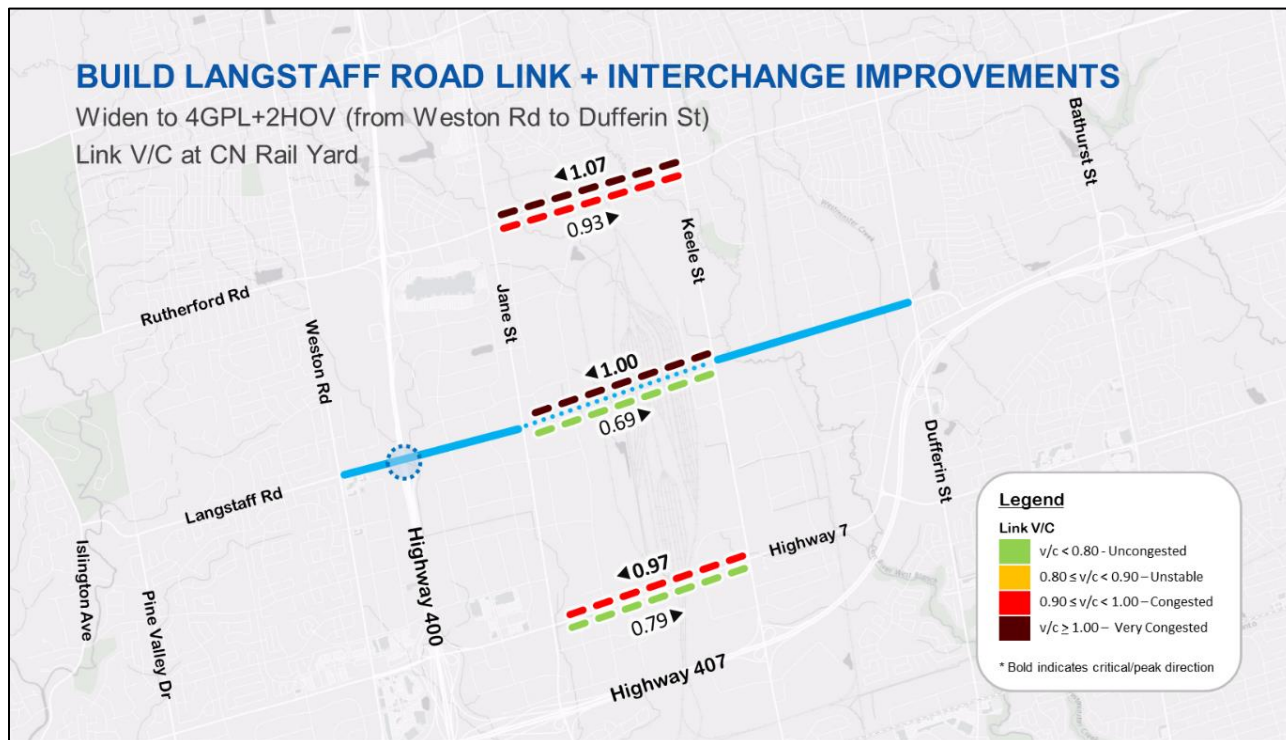 BUILD LANGSTAFF ROAD LINK + INTERCHANGE IMPROVEMENTS
Widen to 4GPL+2HOV (from Weston Rd to Dufferin St)
Link V/C at CN Rail Yard
Bathurst St
◄1.07
0.93►
Keele St
Rutherford Rd
Jane St
Weston Rd
◄1.00
0.69►
Dufferin St
Langstaff Rd
Highway 400
Islington Ave
Pine Valley Dr
Highway 7
◄0.97
0.79►
Highway 407
Legend
Link V/C
v/c < 0.80 - Uncongested
0.80 ≤ v/c < 0.90 – Unstable
0.90 ≤ v/c < 1.00 – Congested
v/c ≥ 1.00 – Very Congested
* Bold indicates critical/peak direction